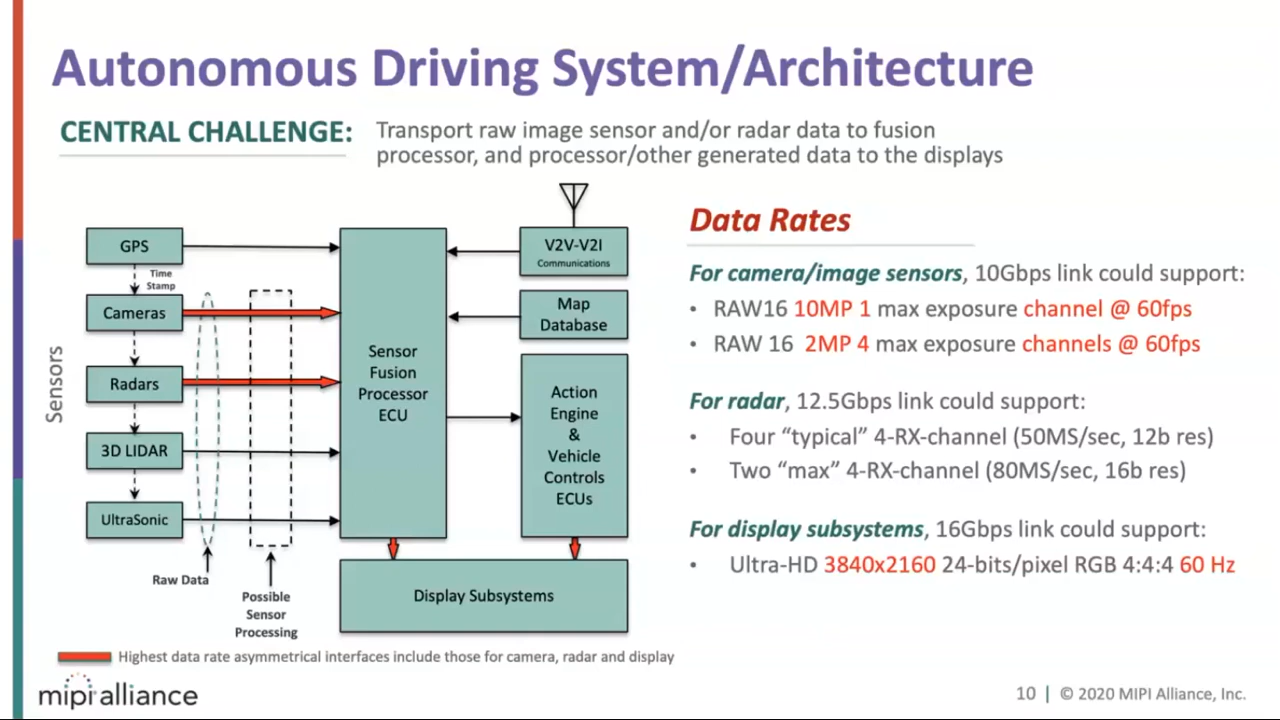 Autonomous Driving System/Architecture
CENTRAL CHALLENGE:
Transport raw image sensor and/or radar data to fusion
processor, and processor/other generated data to the displays
Sensors
GPS
Time
Stamp
Cameras
Radars
3D LIDAR
UltraSonic
Raw Data
Possible
Sensor
Processing
Sensor
Fusion
Processor
ECU
V2V-V2I
Communications
Map
Database
Action
Engine
&
Vehicle
Controls
ECUs
Display Subsystems
Highest data rate asymmetrical interfaces include those for camera, radar and display
Data Rates
For camera/image sensors, 10Gbps link could support:
• RAW16 10MP 1 max exposure channel @ 60fps
• RAW 16 2MP 4 max exposure channels @ 60fps
For radar, 12.5Gbps link could support:
• Four “typical” 4-RX-channel (50MS/sec, 12b res)
• Two “max” 4-RX-channel (80MS/sec, 16b res)
For display subsystems, 16Gbps link could support:
• Ultra-HD 3840x2160 24-bits/pixel RGB 4:4:4 60 Hz
mipi alliance
10 | © 2020 MIPI Alliance, Inc.